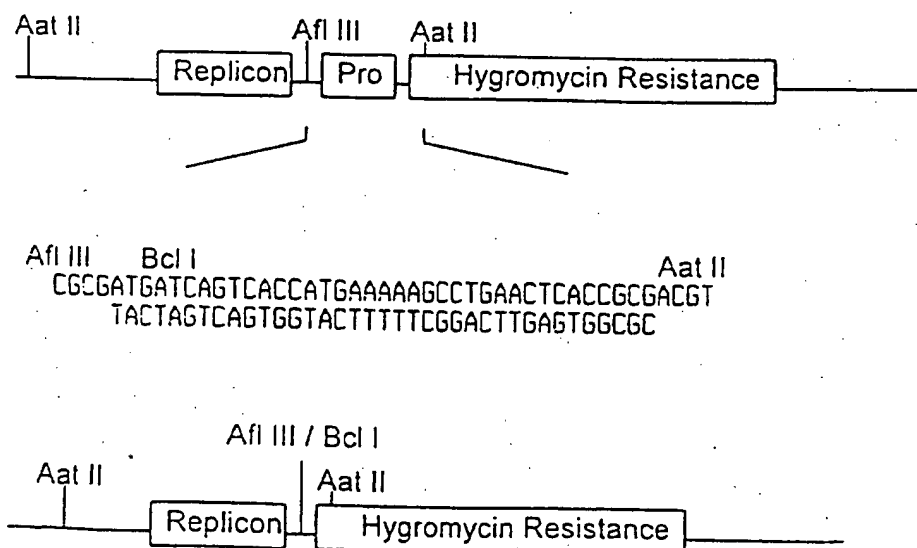 Aat II Afl III Aat II
Replicon Pro Hygromycin Resistance
Afl III Bcl I Aat II
CGCGATGATCAGTCACCATGAAAAAGCCTGAACTCACCGCGACGT
TACTAGTCAGTGGTACTTTTTCGGACTTGAGTGGCGC
Afl III / Bcl I
Aat II Aat II
Replicon Hygromycin Resistance